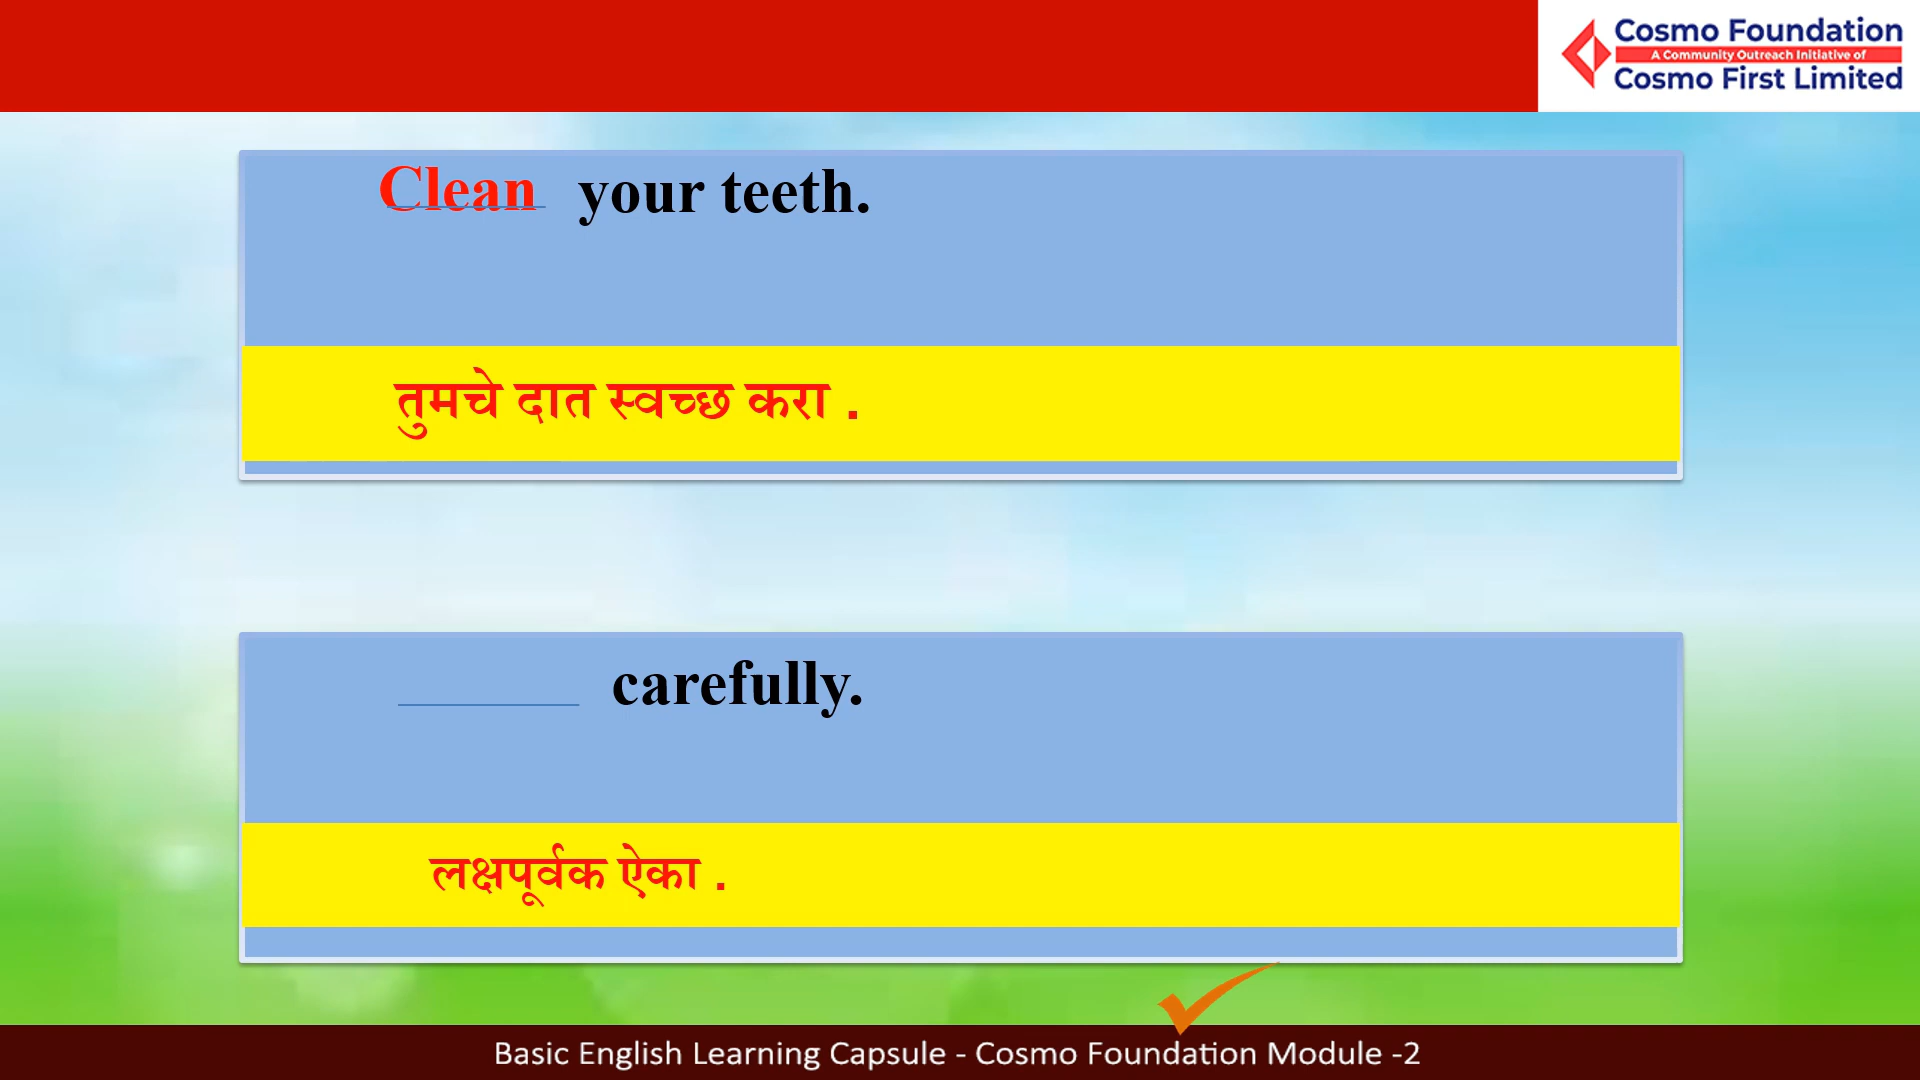 Cosmo Foundation
A Community Outreach Initiative of
Cosmo First Limited
Clean your teeth.
तुमचे दात स्वच्छ करा .
______ carefully.
लक्षपूर्वक ऐका .
Basic English Learning Capsule - Cosmo Foundation Module -2